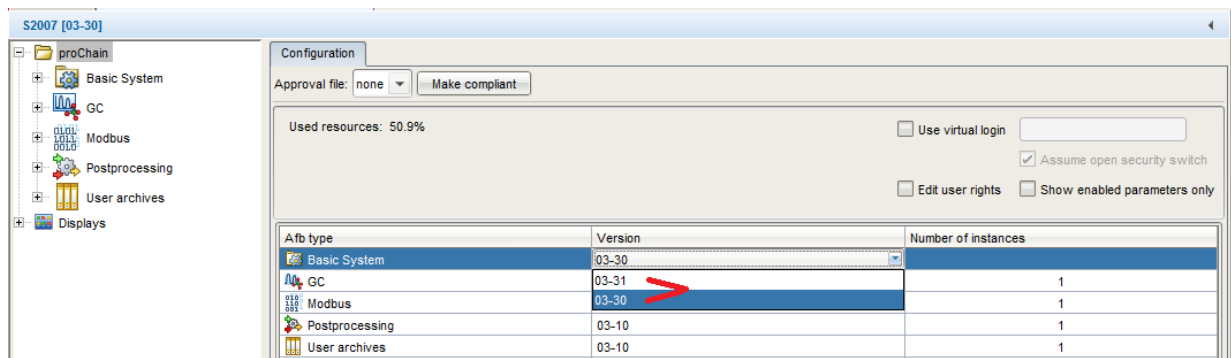 S2007 [03-30]
proChain
Basic System
GC
Modbus
Postprocessing
User archives
Displays
Configuration
Approval file: none Make compliant
Used resources: 50.9%
Use virtual login
Assume open security switch
Edit user rights Show enabled parameters only
Afb type Version Number of instances
Basic System 03-30
GC 03-31 1
Modbus 03-30 1
Postprocessing 03-10 1
User archives 03-10 1